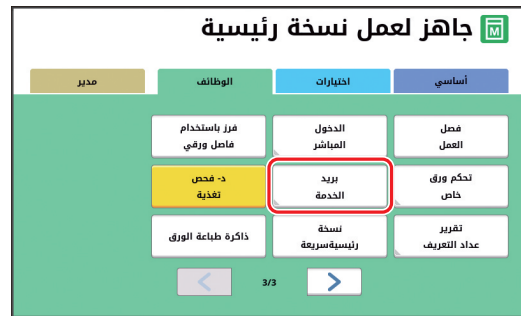 جاهز لعمل نسخة رئيسية
أساسي
اختيارات
الوظائف
مدير
فصل
العمل
الدخول
المباشر
فرز باستخدام
فاصل ورقي
تحكم ورق
خاص
بريد
الخدمة
د- فحص
تغذية
تقرير
عداد التعريف
نسخة
رئيسيةسريعة
ذاكرة طباعة الورق
3/3